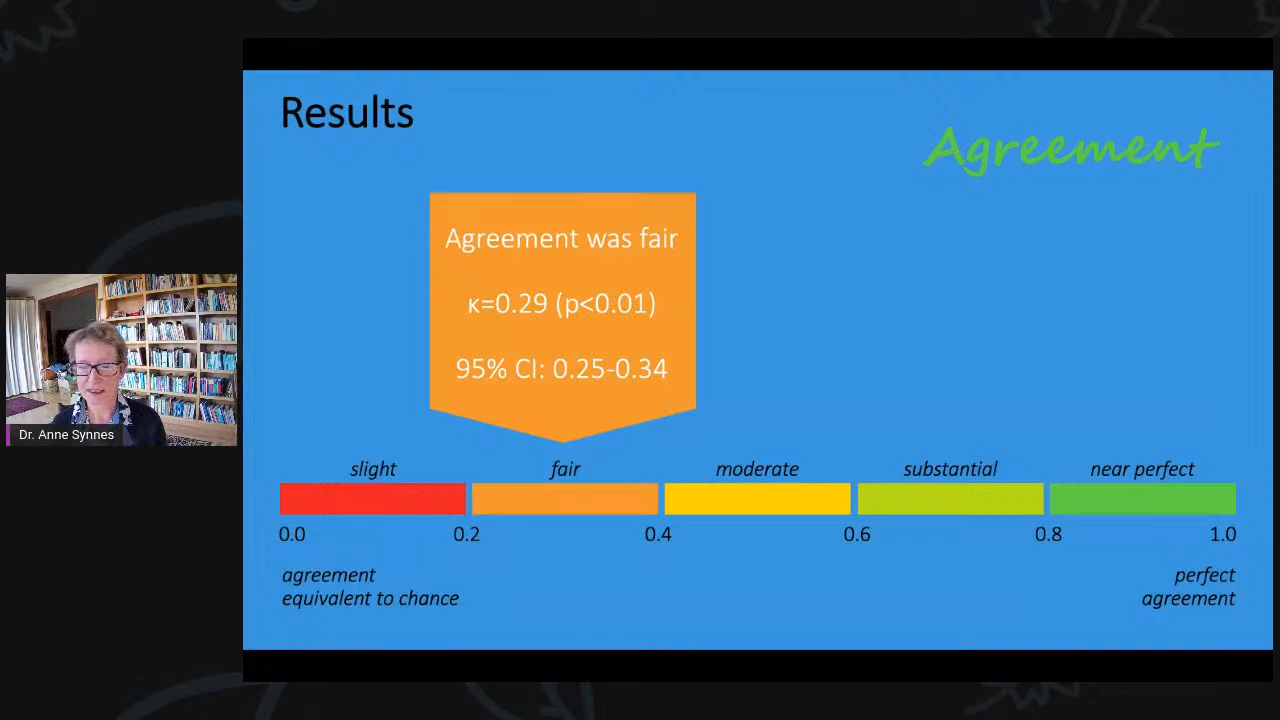 Results
Agreement
Agreement was fair
κ=0.29 (p<0.01)
95% CI: 0.25-0.34
Dr. Anne Synnes
slight fair moderate substantial near perfect
0.0 0.2 0.4 0.6 0.8 1.0
agreement
equivalent to chance
perfect
agreement